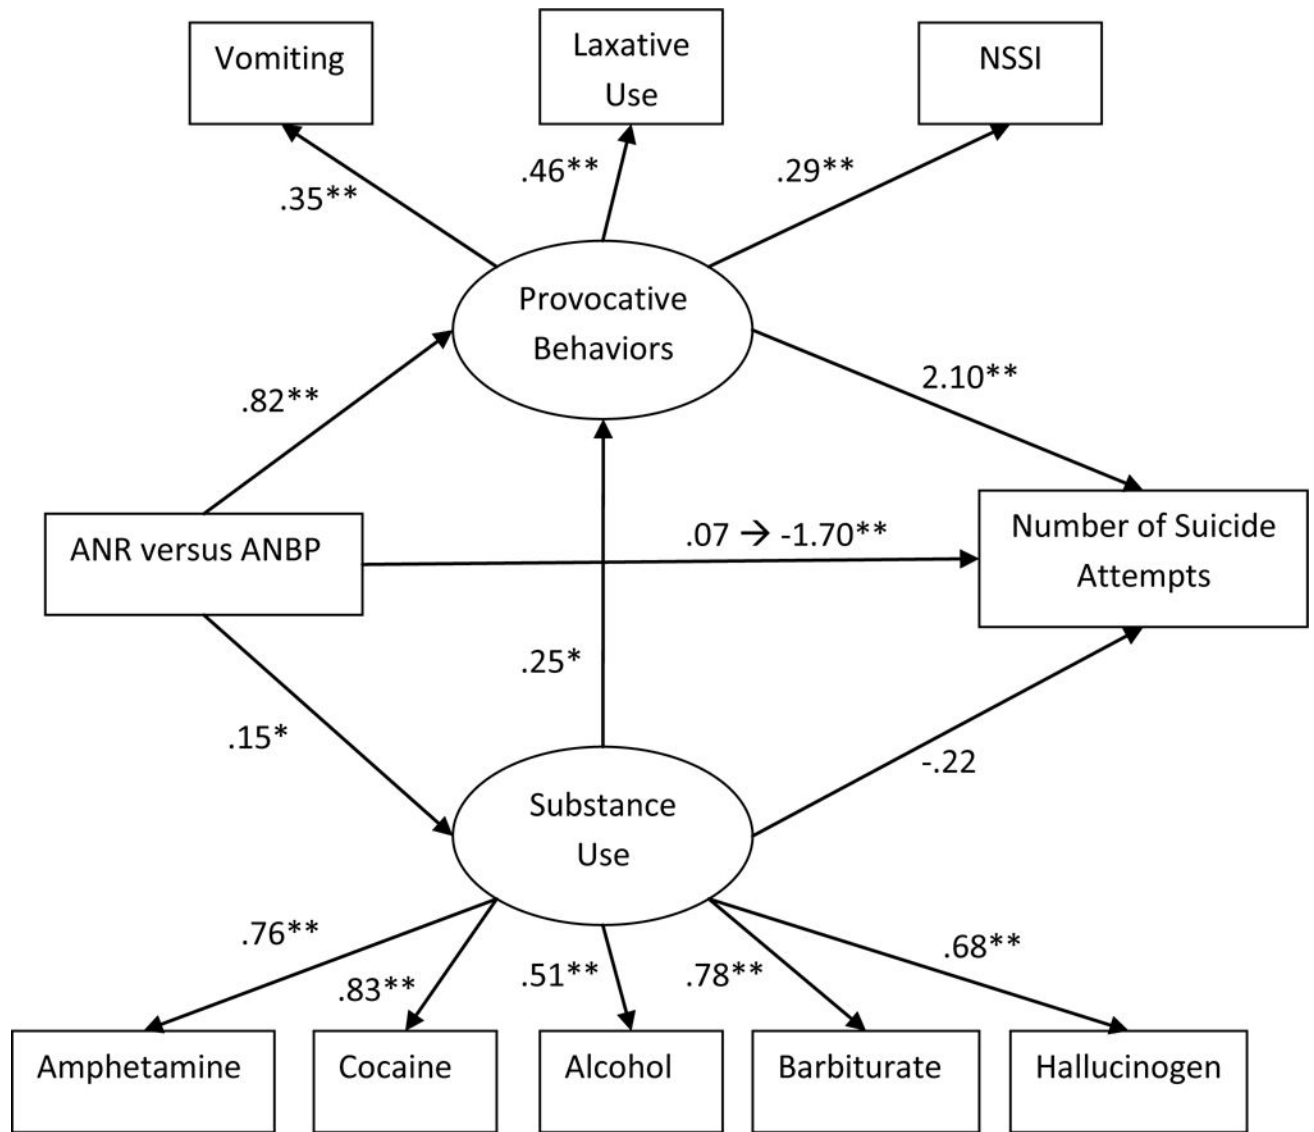 Vomiting
Laxative
Use
NSSI
.35**
.46**
.29**
Provocative
Behaviors
.82**
2.10**
ANR versus ANBP
.07 → -1.70**
Number of Suicide
Attempts
.25*
.15*
-.22
Substance
Use
.76**
.83**
.51**
.78**
.68**
Amphetamine
Cocaine
Alcohol
Barbiturate
Hallucinogen